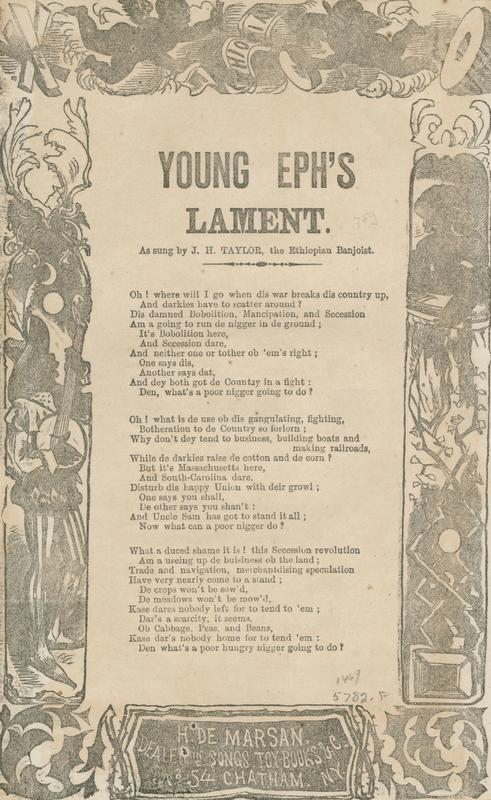 YOUNG EPH'S
LAMENT.
As sung by J. H. TAYLOR, the Ethiopian Banjoist.
Oh! where will I go when dis war breaks dis country up,
And darkies have to scatter around?
Dis damned Bobolition, Mancipation, and Secession
Am a going to run de nigger in de ground;
It's Bobolition here,
And Secession dare,
And neither one or tother ob 'em's right;
One says dis,
Another says dat,
And dey both got de Country in a fight:
Den, what's a poor nigger going to do?
Oh! what is de use ob dis gangulating, fighting,
Botheration to de Country so forlorn;
Why don't dey tend to business, building boats and
making railroads,
While de darkies raise de cotton and de corn?
But it's Massachusetts here,
And South-Carolina dare,
Disturb dis happy Union with deir growl;
One says you shall,
De other says you shan't:
And Uncle Sam has got to stand it all;
Now what can a poor nigger do?
What a duced shame it is! this Secession revolution
Am a useing up de buisiness ob the land;
Trade and navigation, merchantdising speculation
Have very nearly come to a stand;
De crops won't be sow'd,
De meadows won't be mow'd,
Kase dares nobody left for to tend to 'em;
Dar's a scarcity, it seems,
Ob Cabbage, Peas, and Beans,
Kase dar's nobody home for to tend 'em:
Den what's a poor hungry nigger going to do?
1469
5782.F
H. DE MARSAN,
DEALER IN SONGS, TOY-BOOKS &C.
No. 54 CHATHAM. NY.